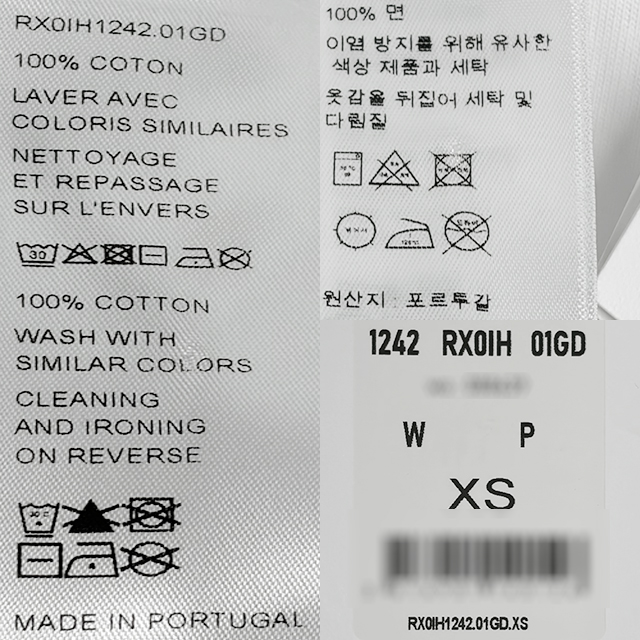 RX0IH1242.01GD
100% COTON
LAVER AVEC
COLORIS SIMILAIRES
NETTOYAGE
ET REPASSAGE
SUR L'ENVERS
30
100% COTTON
WASH WITH
SIMILAR COLORS
CLEANING
AND IRONING
ON REVERSE
MADE IN PORTUGAL
100% 면
이염 방지를 위해 유사한
색상 제품과 세탁
옷감을 뒤집어 세탁 및
다림질
원산지 : 포르투갈
1242 RX0IH 01GD
W P
XS
RX0IH1242.01GD.XS